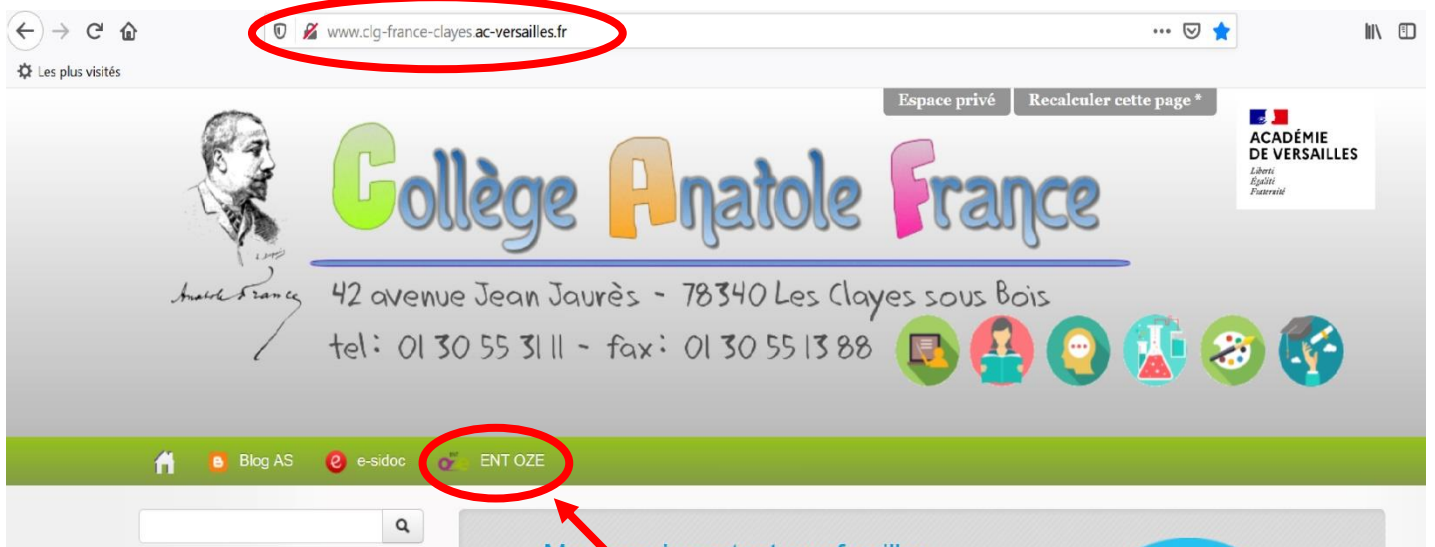 www.clg-france-clayes.ac-versailles.fr
Les plus visités
Espace privé Recalculer cette page *
ACADÉMIE
DE VERSAILLES
Liberté
Égalité
Fraternité
Collège Anatole France
Anatole France
42 avenue Jean Jaurès - 78340 Les Clayes sous Bois
tel: 01 30 55 31 11 - fax: 01 30 55 13 88
Blog AS e-sidoc ENT OZE